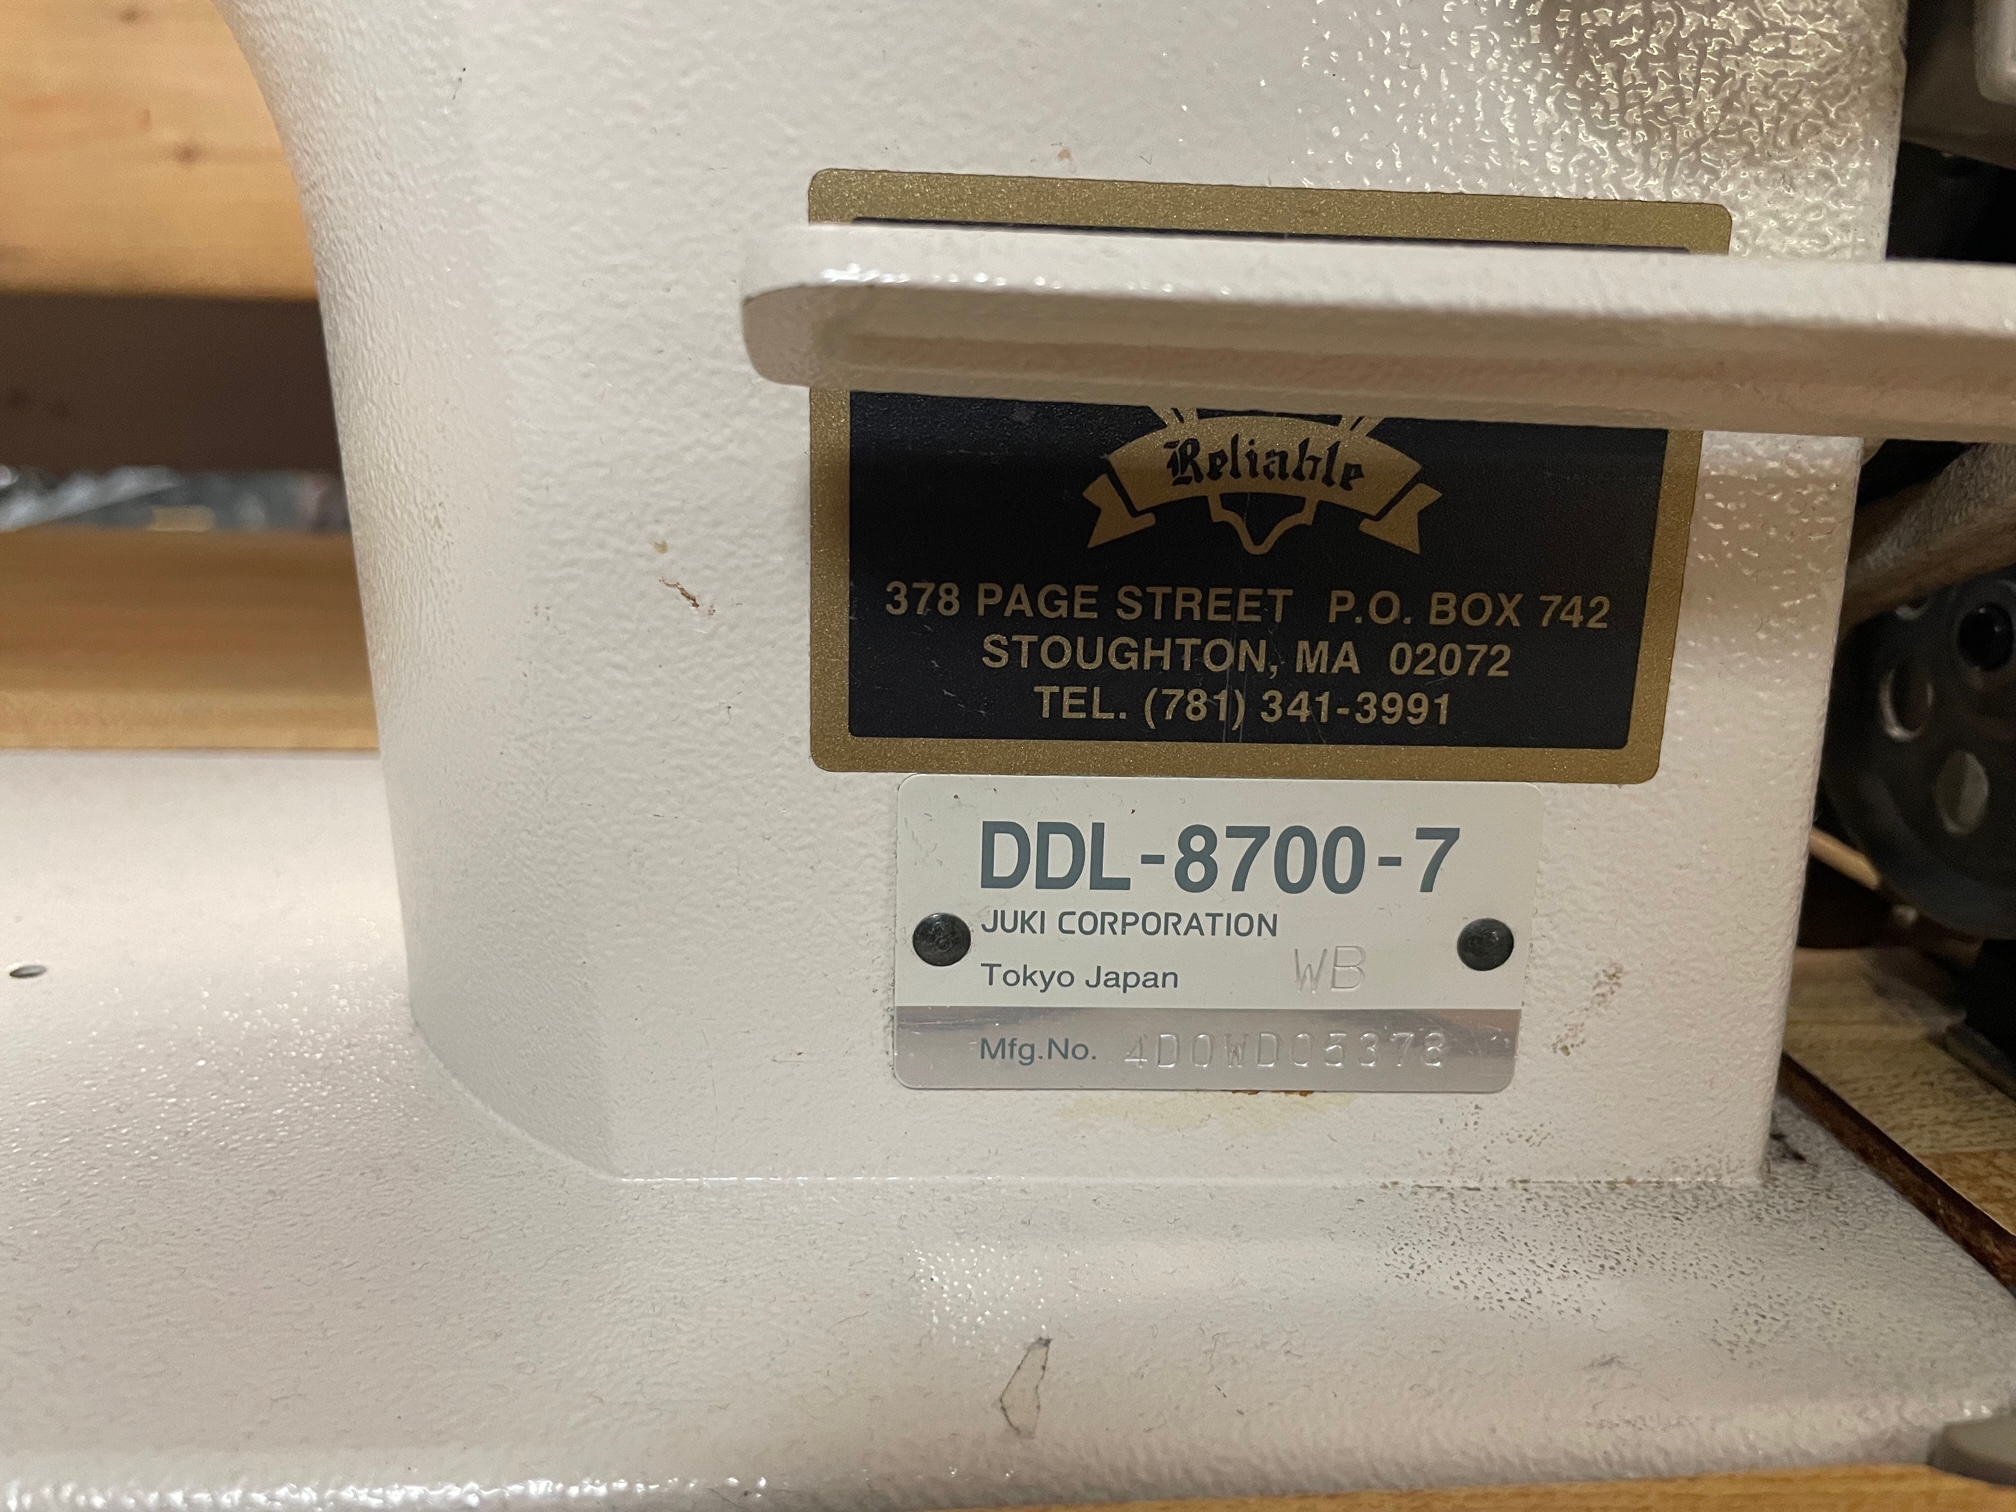 Reliable
378 PAGE STREET P.O. BOX 742
STOUGHTON, MA 02072
TEL. (781) 341-3991
DDL-8700-7
JUKI CORPORATION
Tokyo Japan WB
Mfg.No. 4D0WD05378